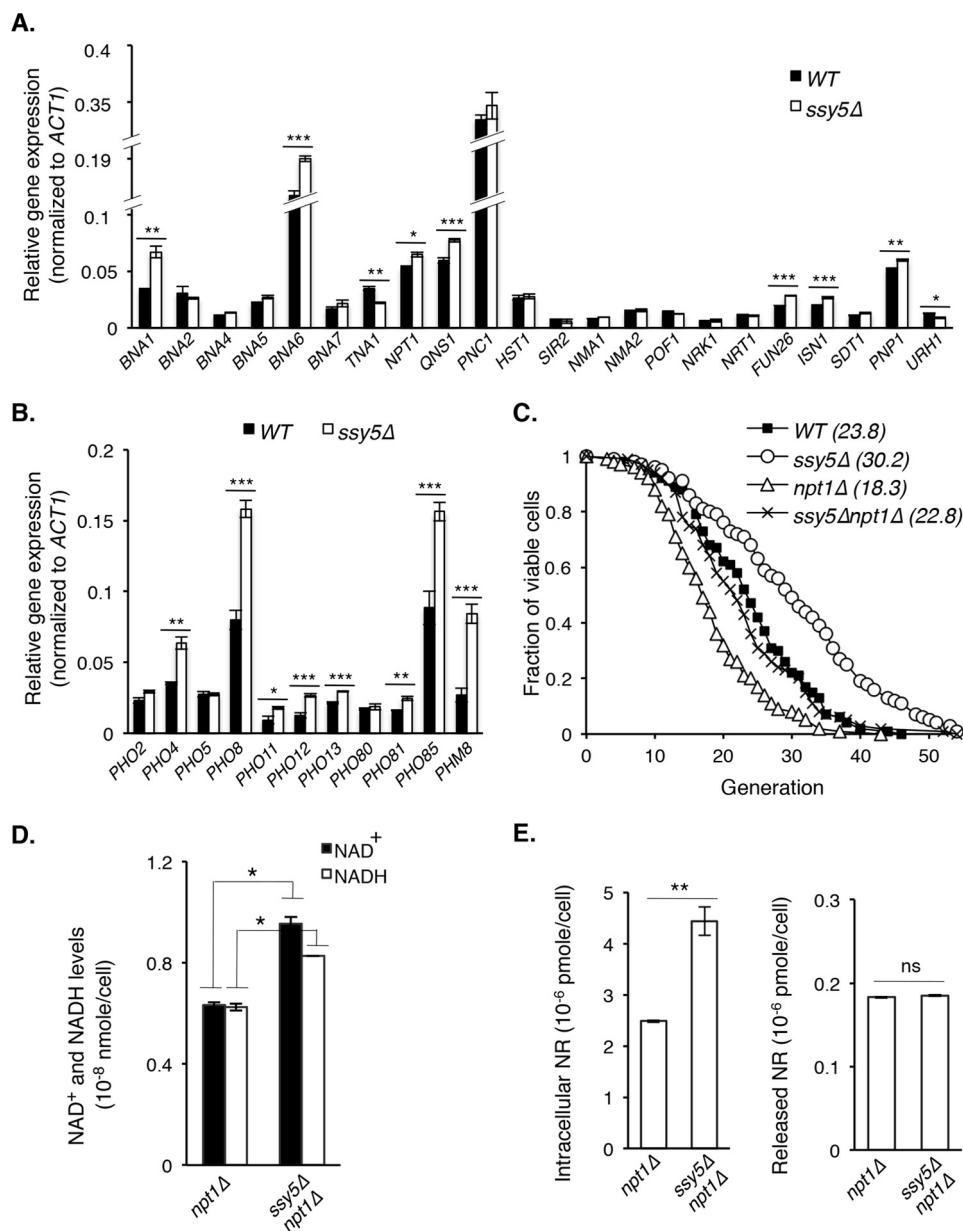 A.
Relative gene expression
(normalized to ACT1)
0.4
0.35
0.19
0.1
0.05
0
WT
ssy5Δ
**
***
**
*
***
***
***
**
*
BNA1
BNA2
BNA4
BNA5
BNA6
BNA7
TNA1
NPT1
QNS1
PNC1
HST1
SIR2
NMA1
NMA2
POF1
NRK1
NRT1
FUN26
ISN1
SDT1
PNP1
URH1
B.
Relative gene expression
(normalized to ACT1)
0.2
0.15
0.1
0.05
0
WT ssy5Δ
**
***
*
***
***
**
***
***
PHO2
PHO4
PHO5
PHO8
PHO11
PHO12
PHO13
PHO80
PHO81
PHO85
PHM8
C.
WT (23.8)
ssy5Δ (30.2)
npt1Δ (18.3)
ssy5Δnpt1Δ (22.8)
Fraction of viable cells
1
0.8
0.6
0.4
0.2
0
0 10 20 30 40 50
Generation
D.
NAD+
NADH
NAD+ and NADH levels
(10-8 nmole/cell)
1.2
0.8
0.4
0
*
*
npt1Δ
ssy5Δ
npt1Δ
E.
Intracellular NR (10-6 pmole/cell)
5
4
3
2
1
0
**
npt1Δ
ssy5Δ
npt1Δ
Released NR (10-6 pmole/cell)
0.3
0.2
0.1
0
ns
npt1Δ
ssy5Δ
npt1Δ